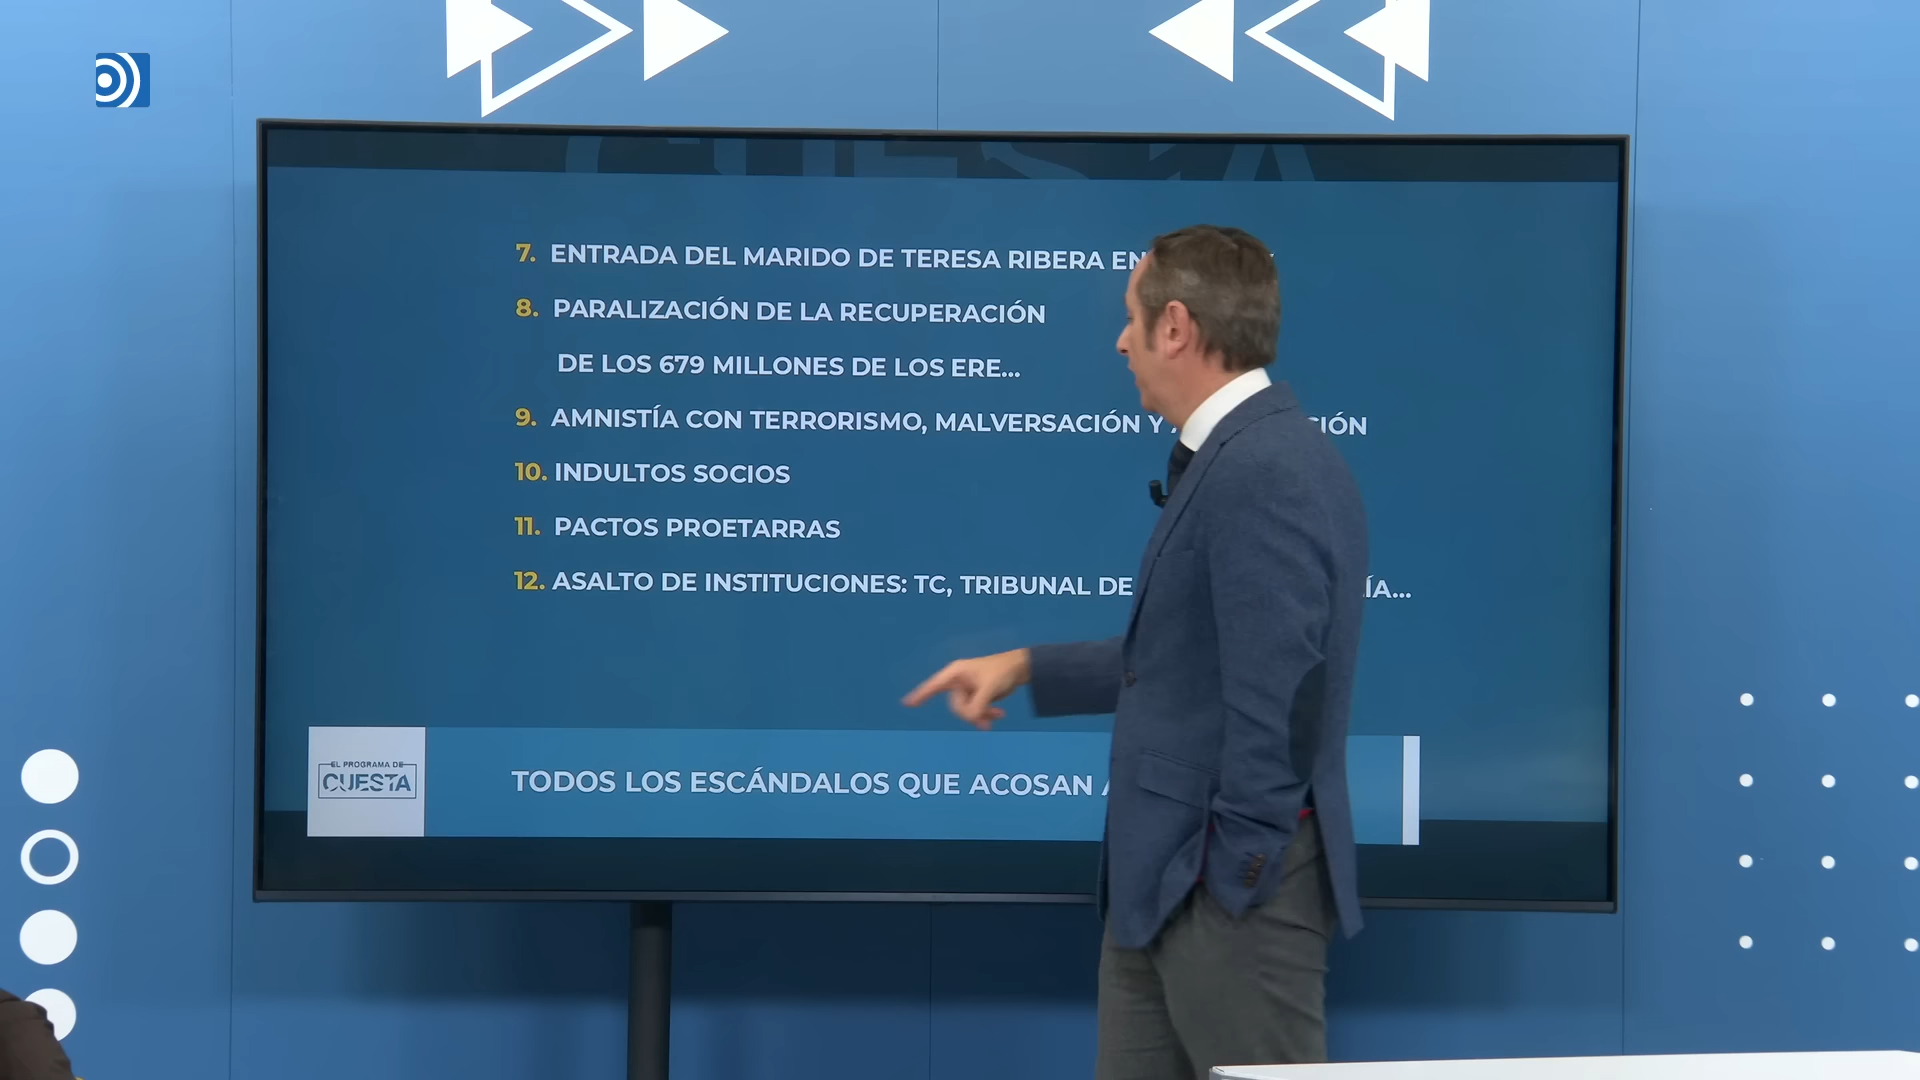 CUESTA
7. ENTRADA DEL MARIDO DE TERESA RIBERA
8. PARALIZACIÓN DE LA RECUPERACIÓN
DE LOS 679 MILLONES DE LOS ERE...
9. AMNISTÍA CON TERRORISMO, MALVERSACIÓN Y
10. INDULTOS SOCIOS
11. PACTOS PROETARRAS
12. ASALTO DE INSTITUCIONES: TC, TRIBUNAL DE
EL PROGRAMA DE
CUESTA
TODOS LOS ESCÁNDALOS QUE ACOSAN